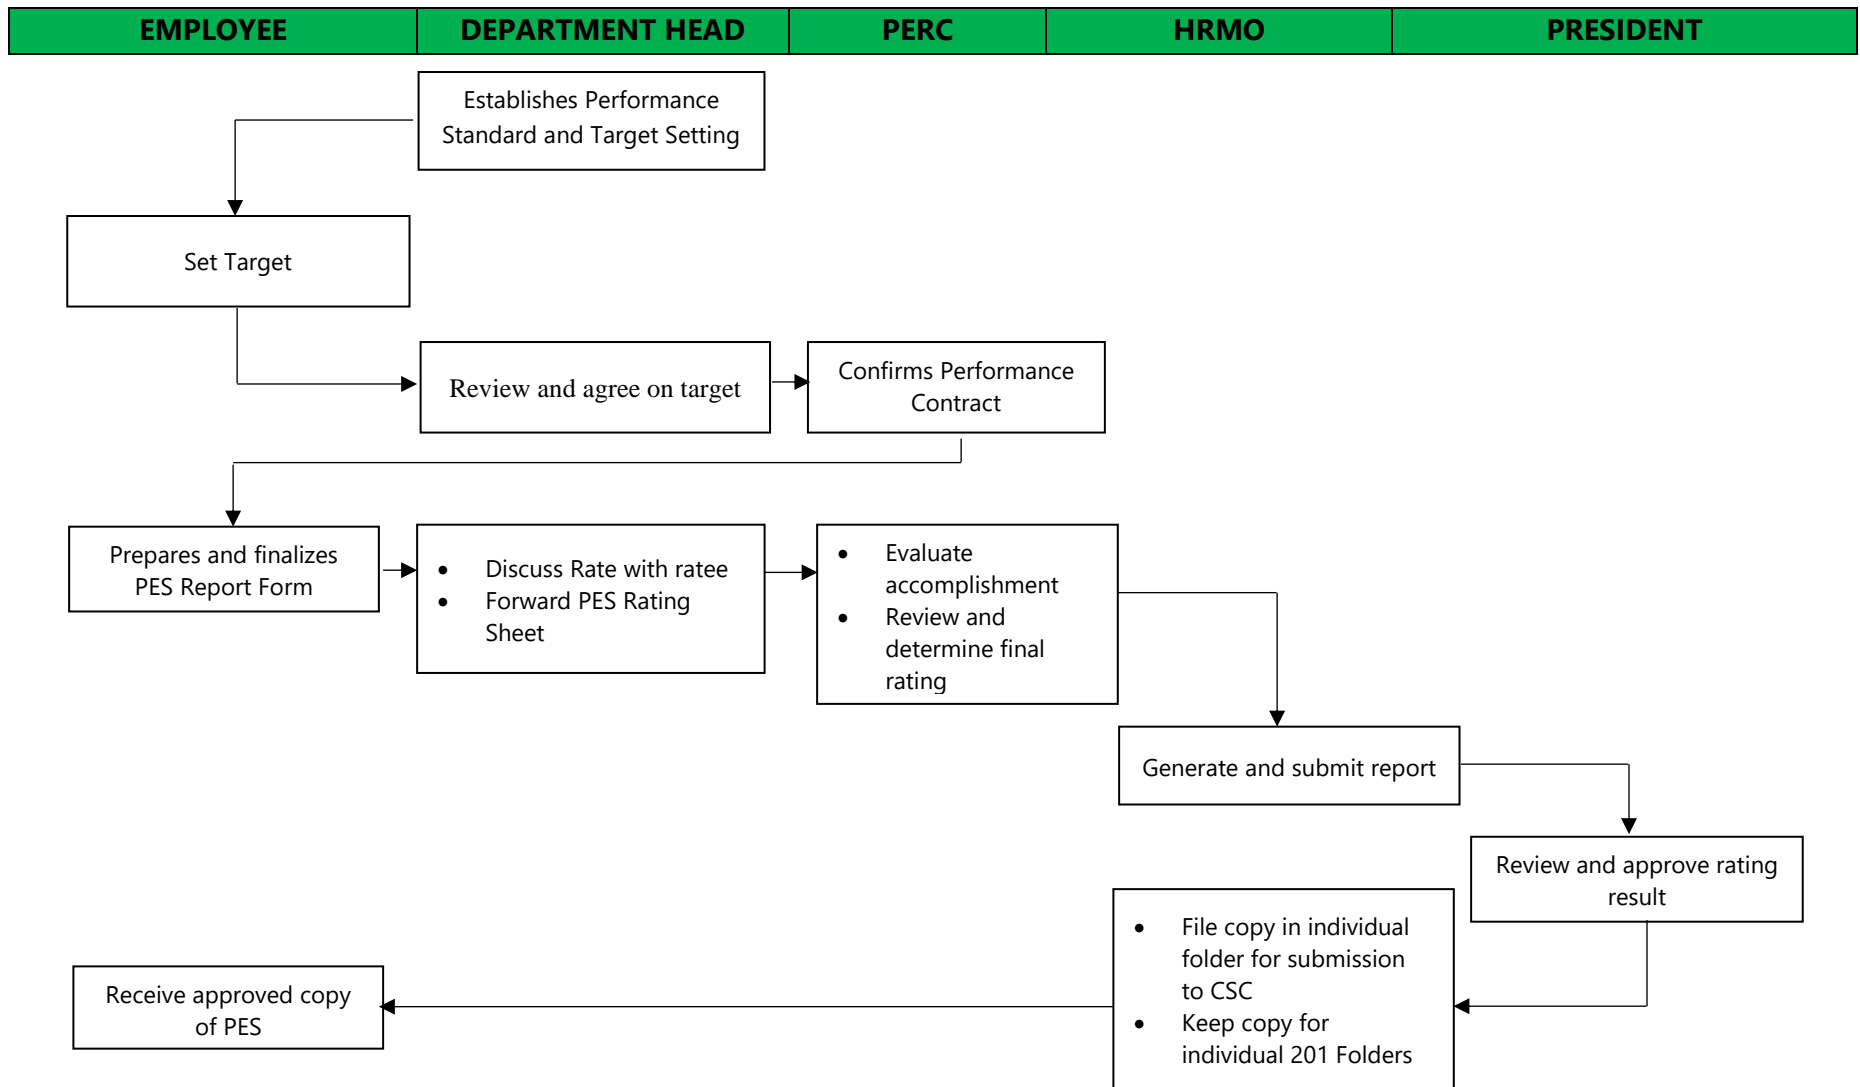 EMPLOYEE DEPARTMENT HEAD PERC HRMO PRESIDENT
Establishes Performance
Standard and Target Setting
Set Target
Review and agree on target
Confirms Performance
Contract
Prepares and finalizes
PES Report Form
• Discuss Rate with ratee
• Forward PES Rating
Sheet
• Evaluate
accomplishment
• Review and
determine final
rating
Generate and submit report
Review and approve rating
result
• File copy in individual
folder for submission
to CSC
• Keep copy for
individual 201 Folders
Receive approved copy
of PES